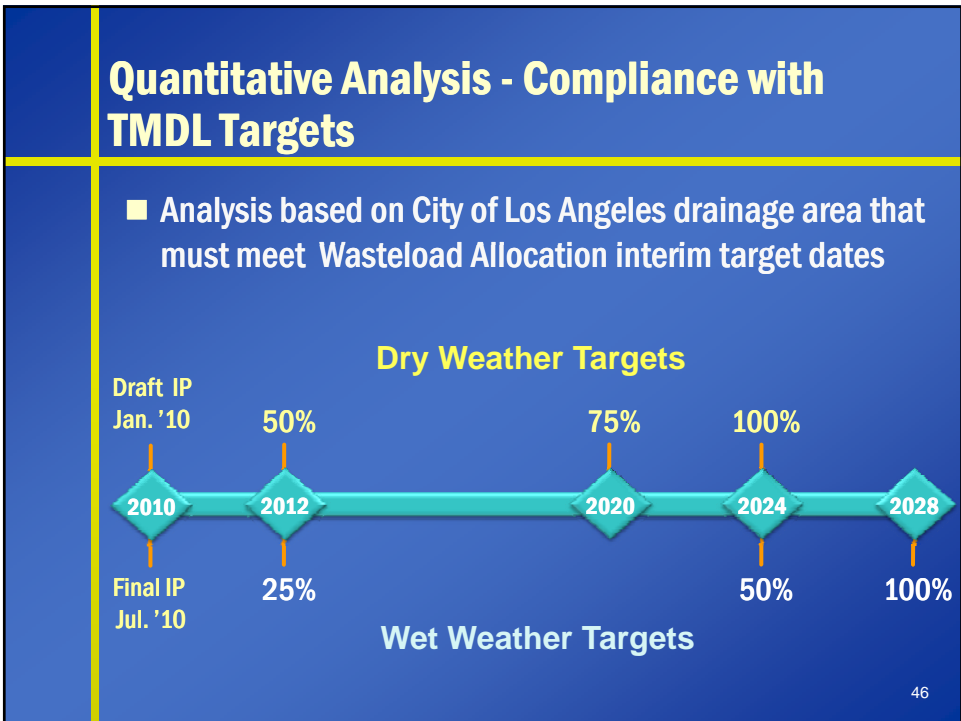 Quantitative Analysis - Compliance with
TMDL Targets
Analysis based on City of Los Angeles drainage area that
must meet Wasteload Allocation interim target dates
Dry Weather Targets
Draft IP
Jan. ’10
50%
75%
100%
2010
2012
2020
2024
2028
Final IP
Jul. ’10
25%
50%
100%
Wet Weather Targets
46